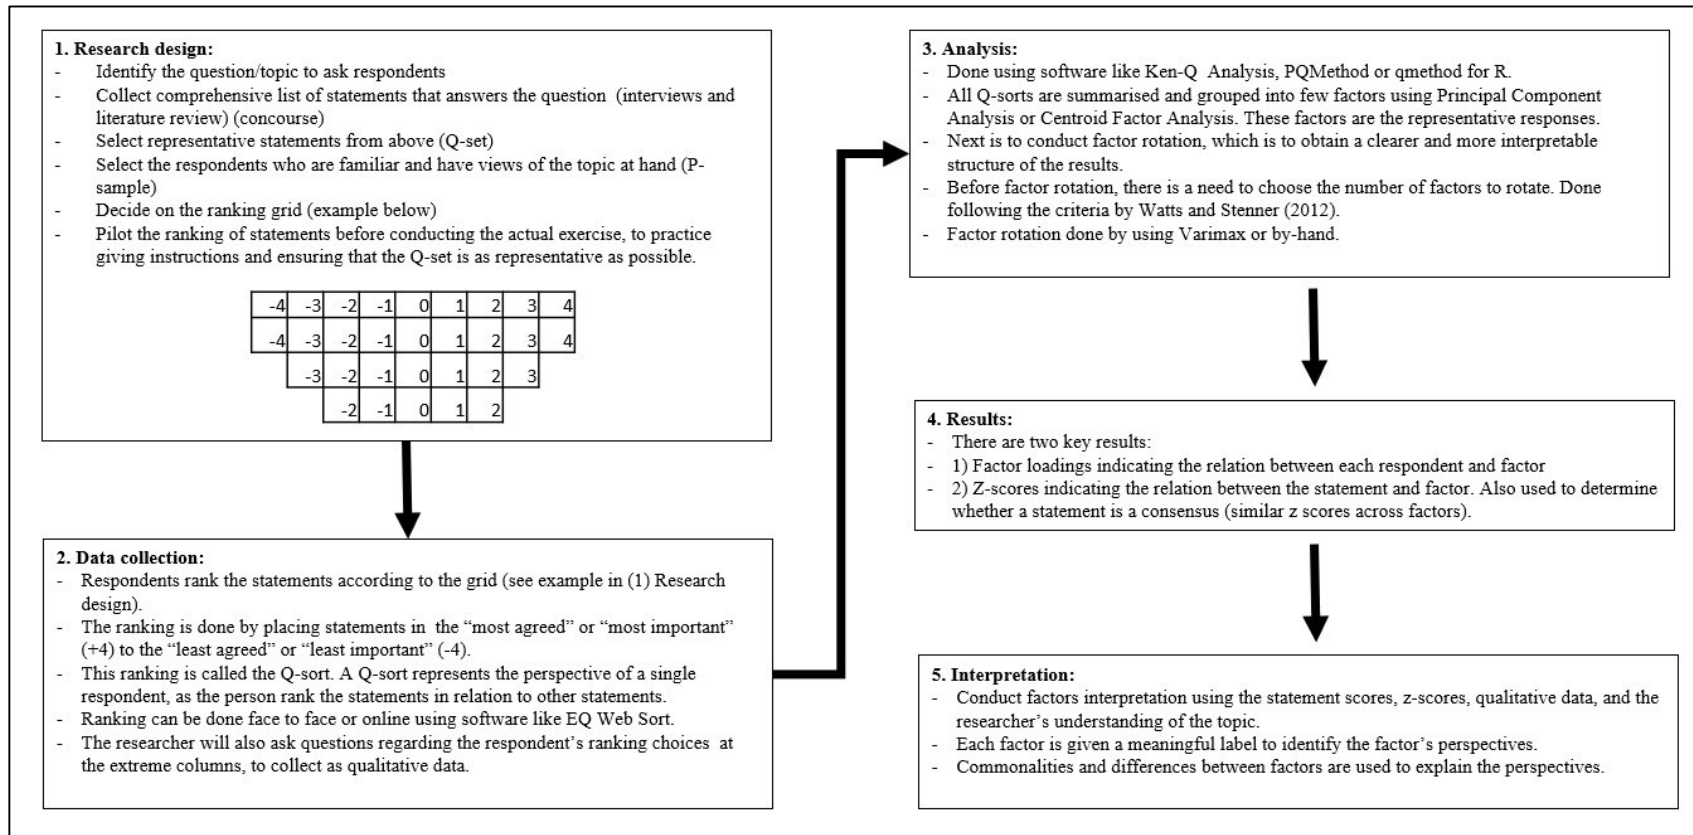 1. Research design:
- Identify the question/topic to ask respondents
- Collect comprehensive list of statements that answers the question (interviews and
literature review) (concourse)
- Select representative statements from above (Q-set)
- Select the respondents who are familiar and have views of the topic at hand (P-
sample)
- Decide on the ranking grid (example below)
- Pilot the ranking of statements before conducting the actual exercise, to practice
giving instructions and ensuring that the Q-set is as representative as possible.
-4 -3 -2 -1 0 1 2 3 4
-4 -3 -2 -1 0 1 2 3 4
-3 -2 -1 0 1 2 3
-2 -1 0 1 2
2. Data collection:
- Respondents rank the statements according to the grid (see example in (1) Research
design).
- The ranking is done by placing statements in the “most agreed” or “most important”
(+4) to the “least agreed” or “least important” (-4).
- This ranking is called the Q-sort. A Q-sort represents the perspective of a single
respondent, as the person rank the statements in relation to other statements.
- Ranking can be done face to face or online using software like EQ Web Sort.
- The researcher will also ask questions regarding the respondent’s ranking choices at
the extreme columns, to collect as qualitative data.
3. Analysis:
- Done using software like Ken-Q Analysis, PQMethod or qmethod for R.
- All Q-sorts are summarised and grouped into few factors using Principal Component
Analysis or Centroid Factor Analysis. These factors are the representative responses.
- Next is to conduct factor rotation, which is to obtain a clearer and more interpretable
structure of the results.
- Before factor rotation, there is a need to choose the number of factors to rotate. Done
following the criteria by Watts and Stenner (2012).
- Factor rotation done by using Varimax or by-hand.
4. Results:
- There are two key results:
- 1) Factor loadings indicating the relation between each respondent and factor
- 2) Z-scores indicating the relation between the statement and factor. Also used to determine
whether a statement is a consensus (similar z scores across factors).
5. Interpretation:
- Conduct factors interpretation using the statement scores, z-scores, qualitative data, and the
researcher’s understanding of the topic.
- Each factor is given a meaningful label to identify the factor’s perspectives.
- Commonalities and differences between factors are used to explain the perspectives.